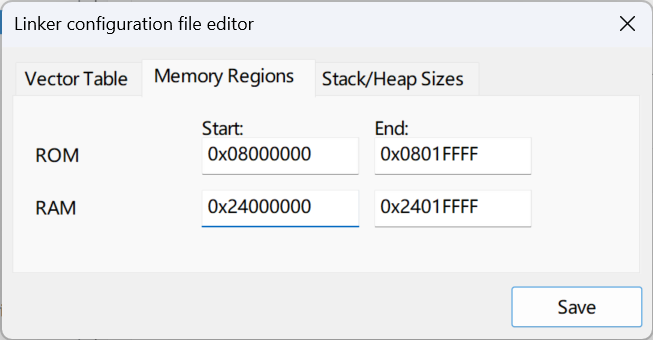 Linker configuration file editor
Vector Table Memory Regions Stack/Heap Sizes
Start: End:
ROM 0x08000000 0x0801FFFF
RAM 0x24000000 0x2401FFFF
Save